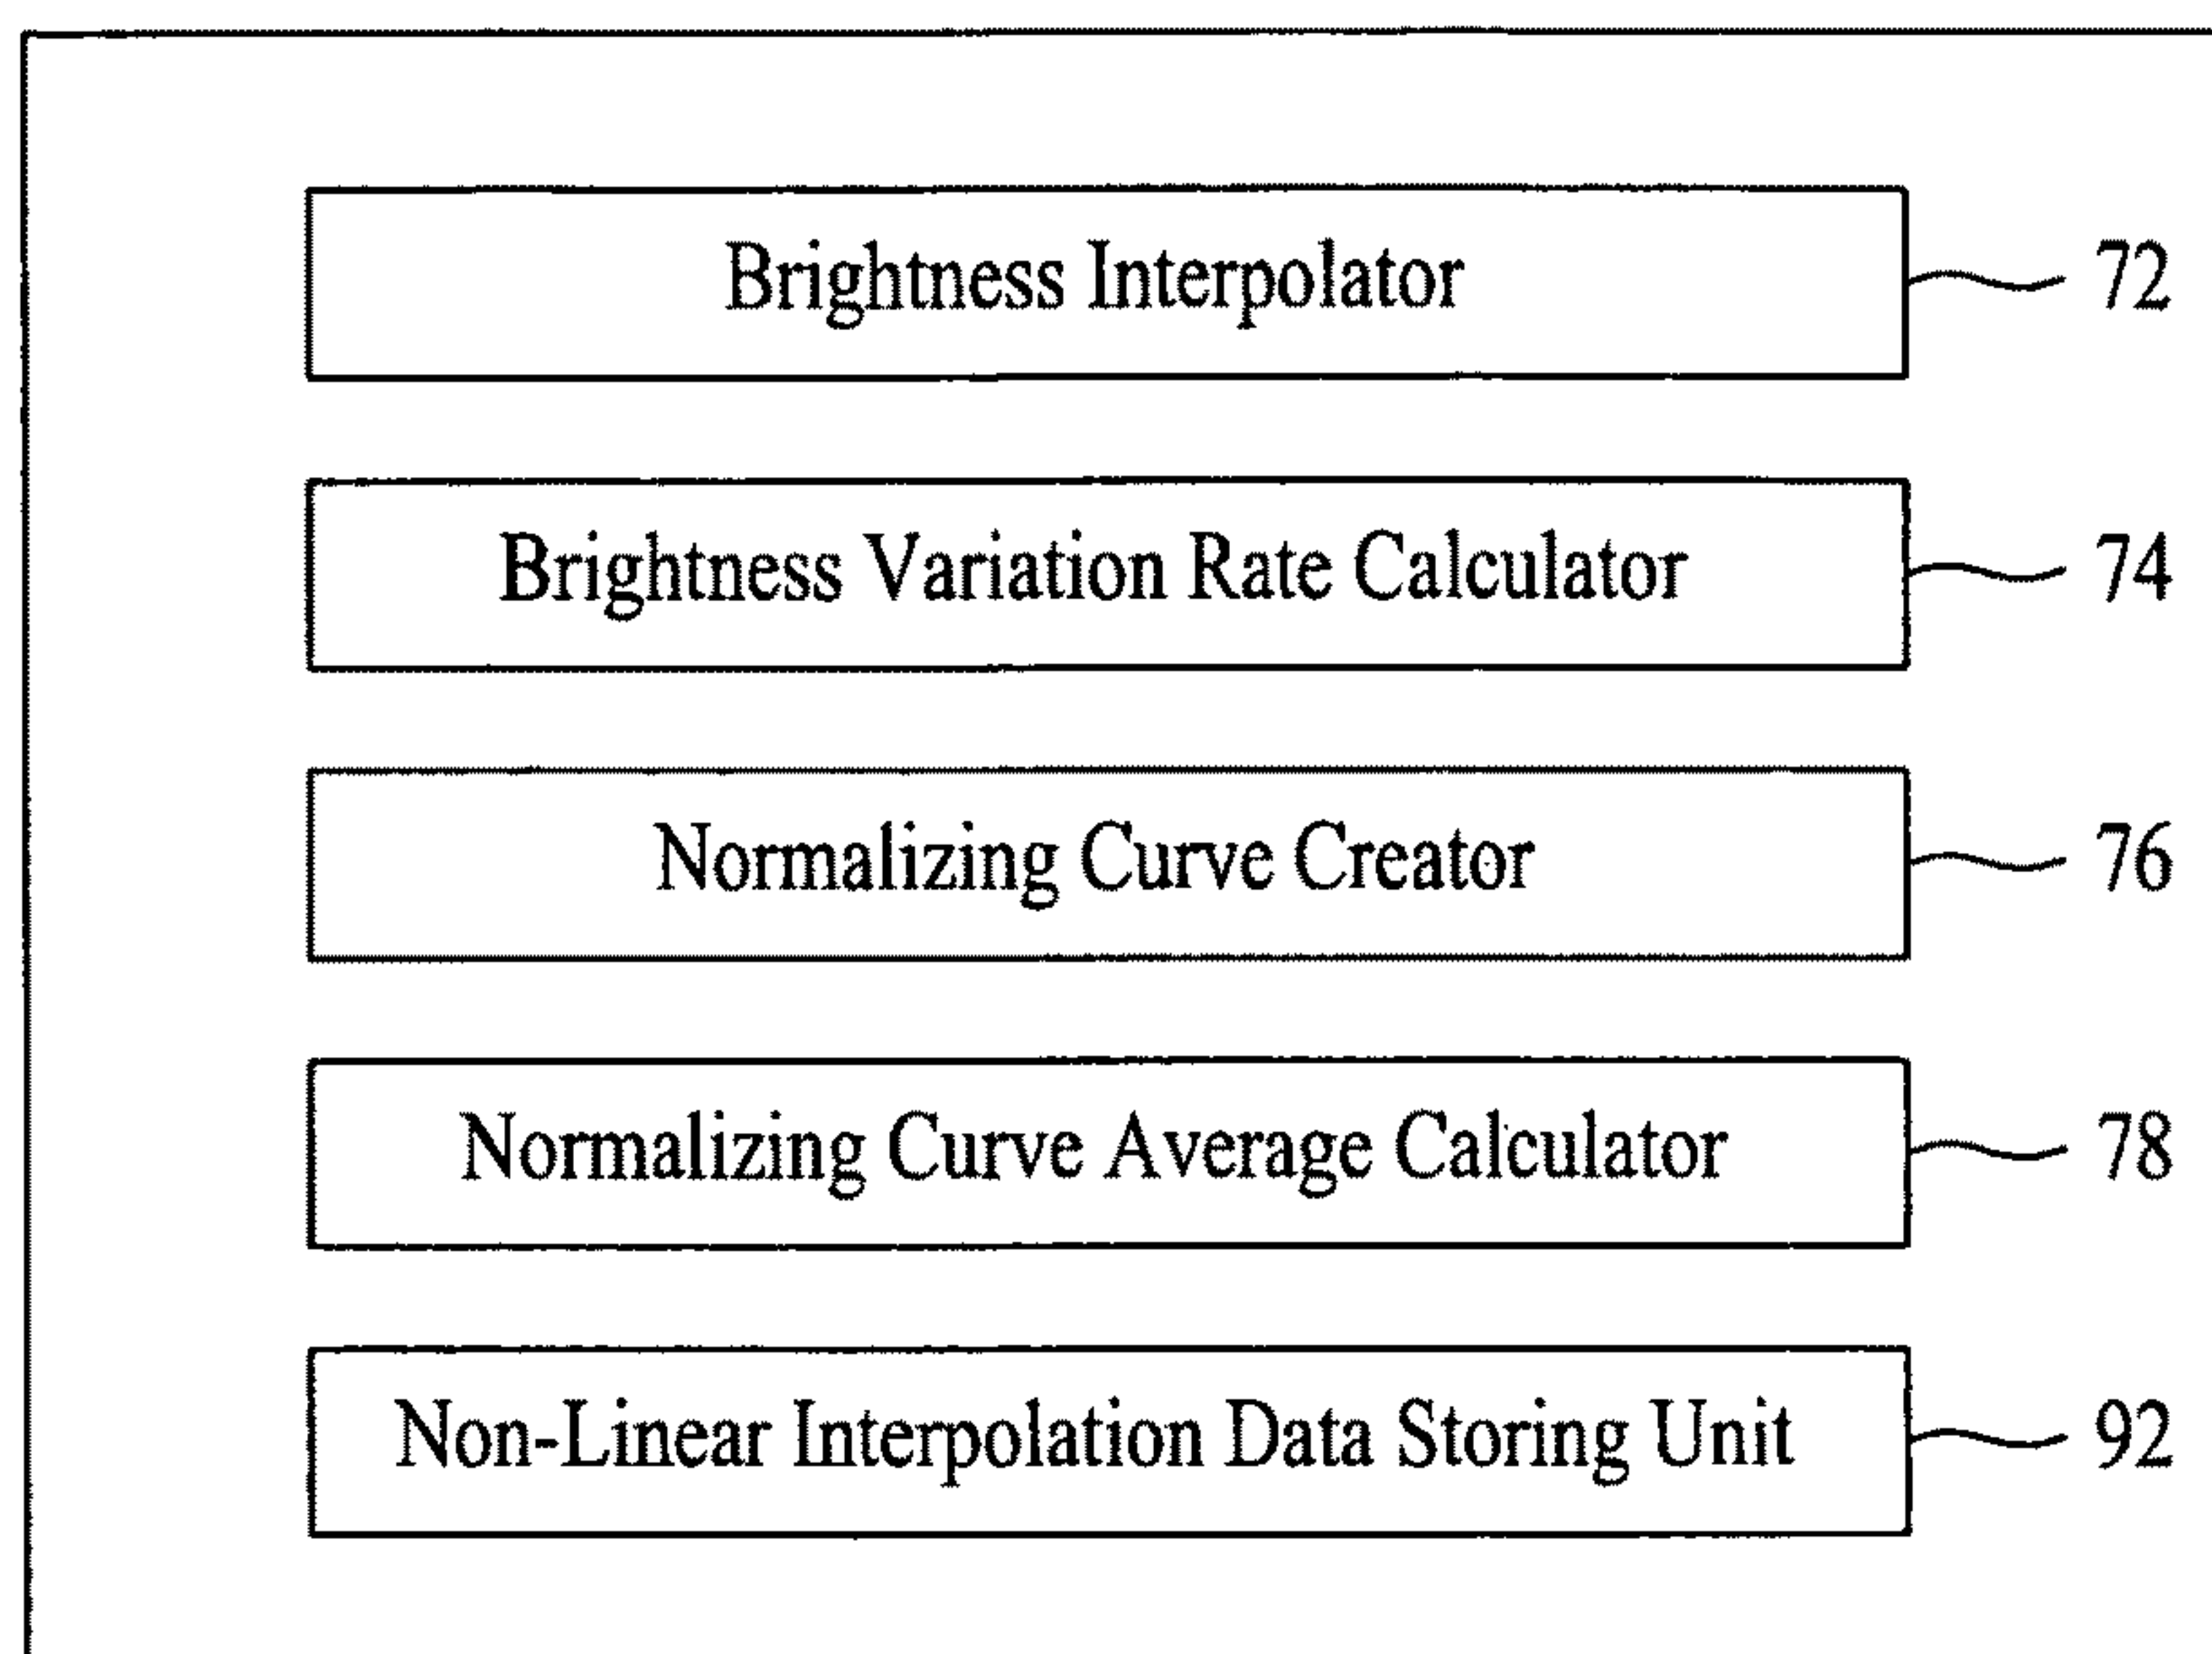 Brightness Interpolator 72
Brightness Variation Rate Calculator 74
Normalizing Curve Creator 76
Normalizing Curve Average Calculator 78
Non-Linear Interpolation Data Storing Unit 92